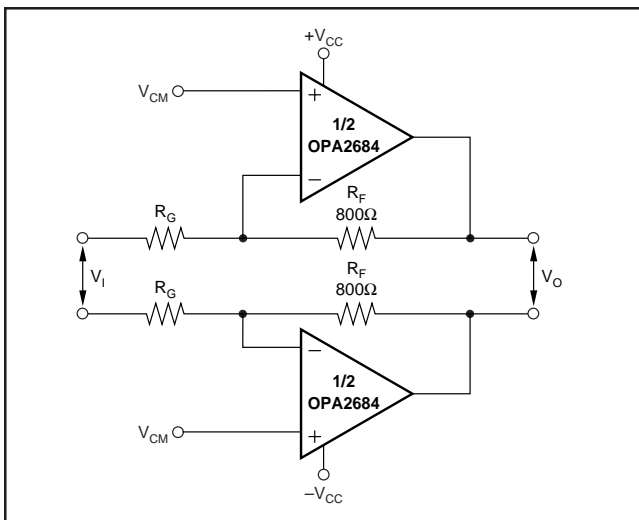 +V_CC
V_CM
+
1/2
OPA2684
−
R_G
R_F
800Ω
V_I
V_O
R_F
800Ω
R_G
−
1/2
OPA2684
V_CM
+
−V_CC